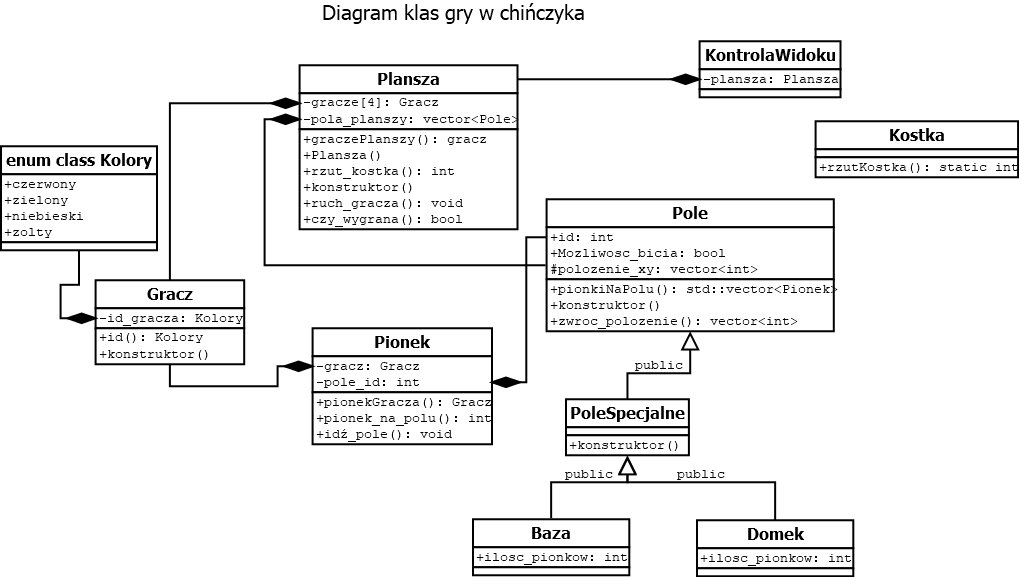 Diagram klas gry w chińczyka
KontrolaWidoku
-plansza: Plansza
Plansza
-gracze[4]: Gracz
-pola_planszy: vector<Pole>
+graczePlanszy(): gracz
+Plansza()
+rzut_kostka(): int
+konstruktor()
+ruch_gracza(): void
+czy_wygrana(): bool
Kostka
+rzutKostka(): static int
enum class Kolory
+czerwony
+zielony
+niebieski
+zolty
Pole
+id: int
+Mozliwosc_bicia: bool
#polozenie_xy: vector<int>
+pionkiNaPolu(): std::vector<Pionek>
+konstruktor()
+zwroc_polozenie(): vector<int>
Gracz
-id_gracza: Kolory
+id(): Kolory
+konstruktor()
Pionek
-gracz: Gracz
-pole_id: int
+pionekGracza(): Gracz
+pionek_na_polu(): int
+idź_pole(): void
public
PoleSpecjalne
+konstruktor()
public
public
Baza
+ilosc_pionkow: int
Domek
+ilosc_pionkow: int